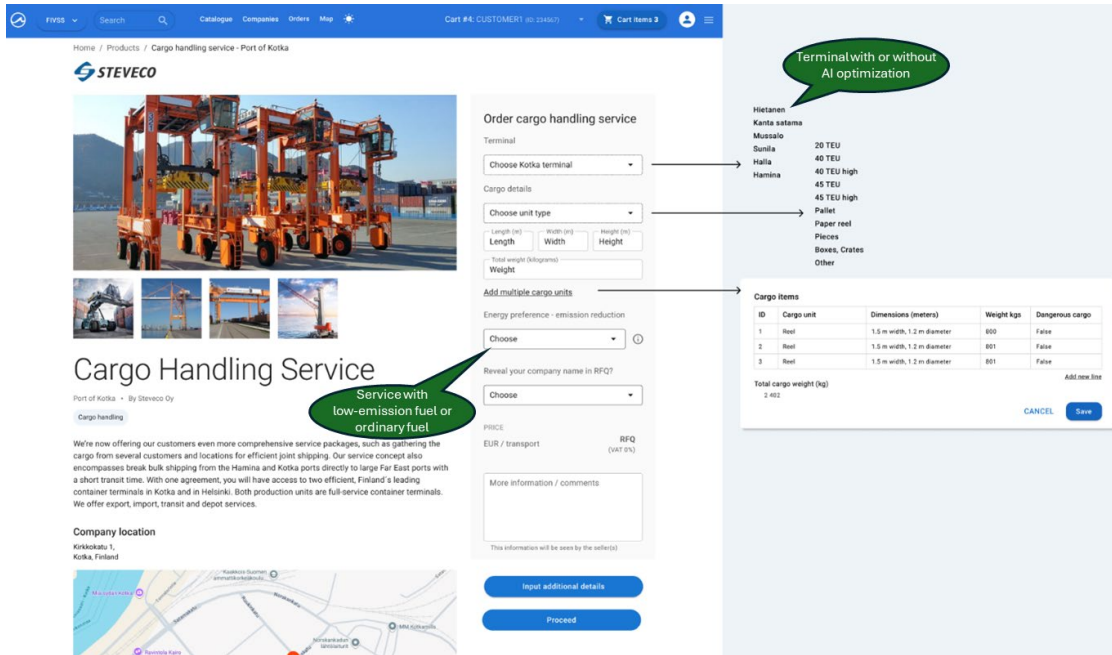 FIVSS
Search
Catalogue Companies Orders Map
Cart #4: CUSTOMER1 (ID: 234567)
Cart items 3
Home / Products / Cargo handling service - Port of Kotka
STEVECO
Cargo Handling Service
Port of Kotka • By Steveco Oy
Cargo handling
We're now offering our customers even more comprehensive service packages, such as gathering the
cargo from several customers and locations for efficient joint shipping. Our service concept also
encompasses break bulk shipping from the Hamina and Kotka ports directly to large Far East ports with
a short transit time. With one agreement, you will have access to two efficient, Finland´s leading
container terminals in Kotka and in Helsinki. Both production units are full-service container terminals.
We offer export, import, transit and depot services.
Company location
Kirkkokatu 1,
Kotka, Finland
Order cargo handling service
Terminal
Choose Kotka terminal
Cargo details
Choose unit type
Length (m) Width (m) Height (m)
Length Width Height
Total weight (kilograms)
Weight
Add multiple cargo units
Energy preference - emission reduction
Choose
Reveal your company name in RFQ?
Choose
PRICE
EUR / transport RFQ
(VAT 0%)
More information / comments
This information will be seen by the seller(s)
Input additional details
Proceed
Service with
low-emission fuel or
ordinary fuel
Terminal with or without
AI optimization
Hietanen
Kanta satama
Mussalo
Sunila
Halla
Hamina
20 TEU
40 TEU
40 TEU high
45 TEU
45 TEU high
Pallet
Paper reel
Pieces
Boxes, Crates
Other
Cargo items
ID Cargo unit Dimensions (meters) Weight kgs Dangerous cargo
1 Reel 1.5 m width, 1.2 m diameter 800 False
2 Reel 1.5 m width, 1.2 m diameter 801 False
3 Reel 1.5 m width, 1.2 m diameter 801 False
Add new line
Total cargo weight (kg)
2 402
CANCEL Save